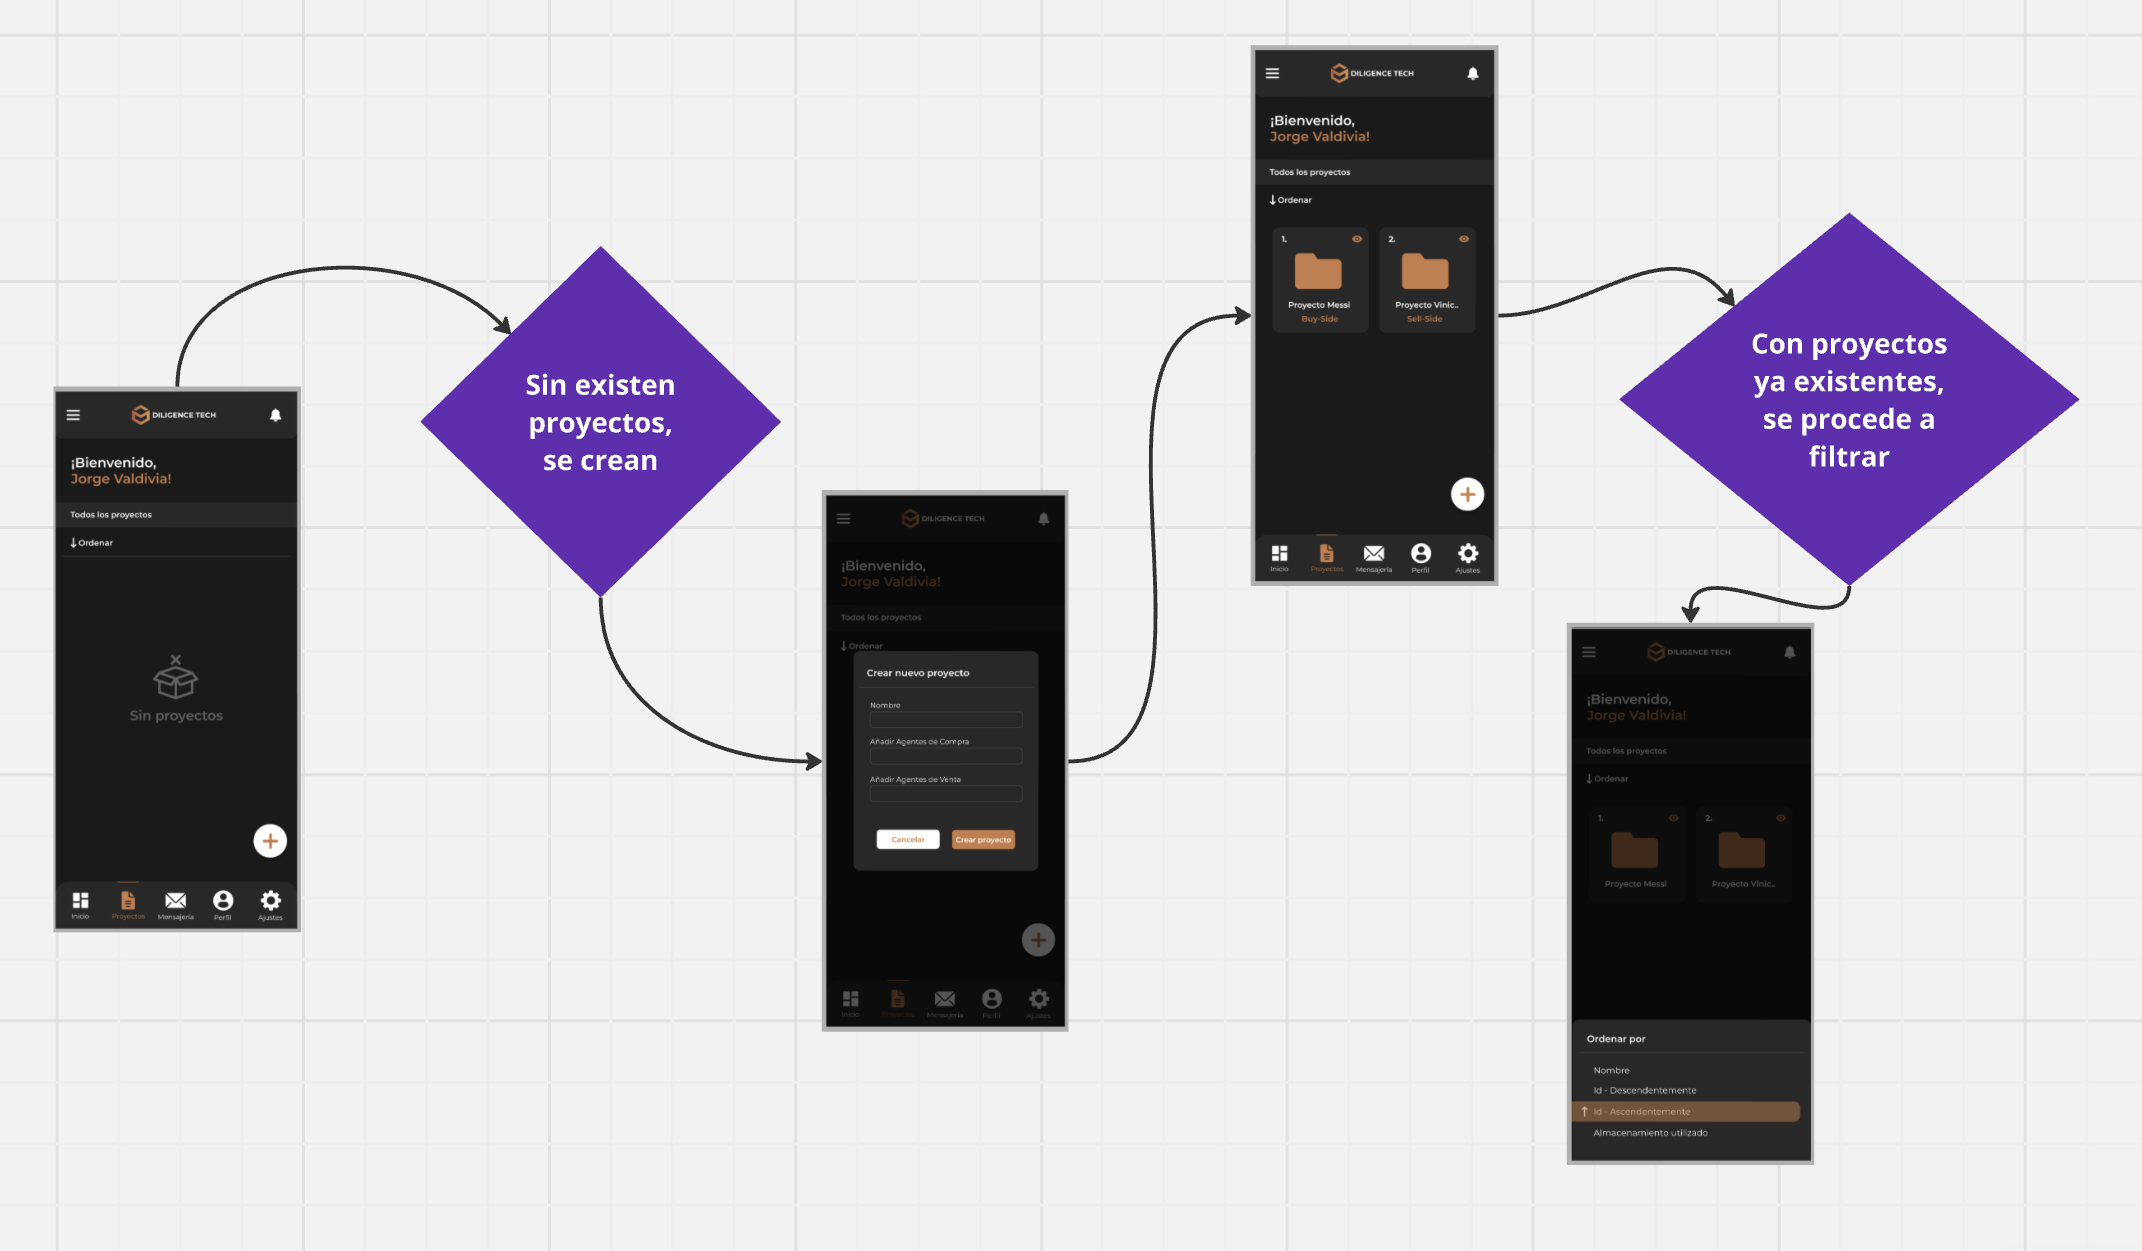 DILIGENCE TECH
¡Bienvenido,
Jorge Valdivia!
Todos los proyectos
Ordenar
Sin proyectos
Inicio
Proyectos
Mensajería
Perfil
Ajustes
Sin existen
proyectos,
se crean
DILIGENCE TECH
¡Bienvenido,
Jorge Valdivia!
Todos los proyectos
Ordenar
Crear nuevo proyecto
Nombre
Añadir Agentes de Compra
Añadir Agentes de Venta
Cancelar
Crear proyecto
Inicio
Proyectos
Mensajería
Perfil
Ajustes
DILIGENCE TECH
¡Bienvenido,
Jorge Valdivia!
Todos los proyectos
Ordenar
1.
2.
Proyecto Messi
Proyecto Vinic..
Buy-Side
Sell-Side
Inicio
Proyectos
Mensajería
Perfil
Ajustes
Con proyectos
ya existentes,
se procede a
filtrar
DILIGENCE TECH
¡Bienvenido,
Jorge Valdivia!
Todos los proyectos
Ordenar
1.
2.
Proyecto Messi
Proyecto Vinic..
Ordenar por
Nombre
Id - Descendentemente
Id - Ascendentemente
Almacenamiento utilizado